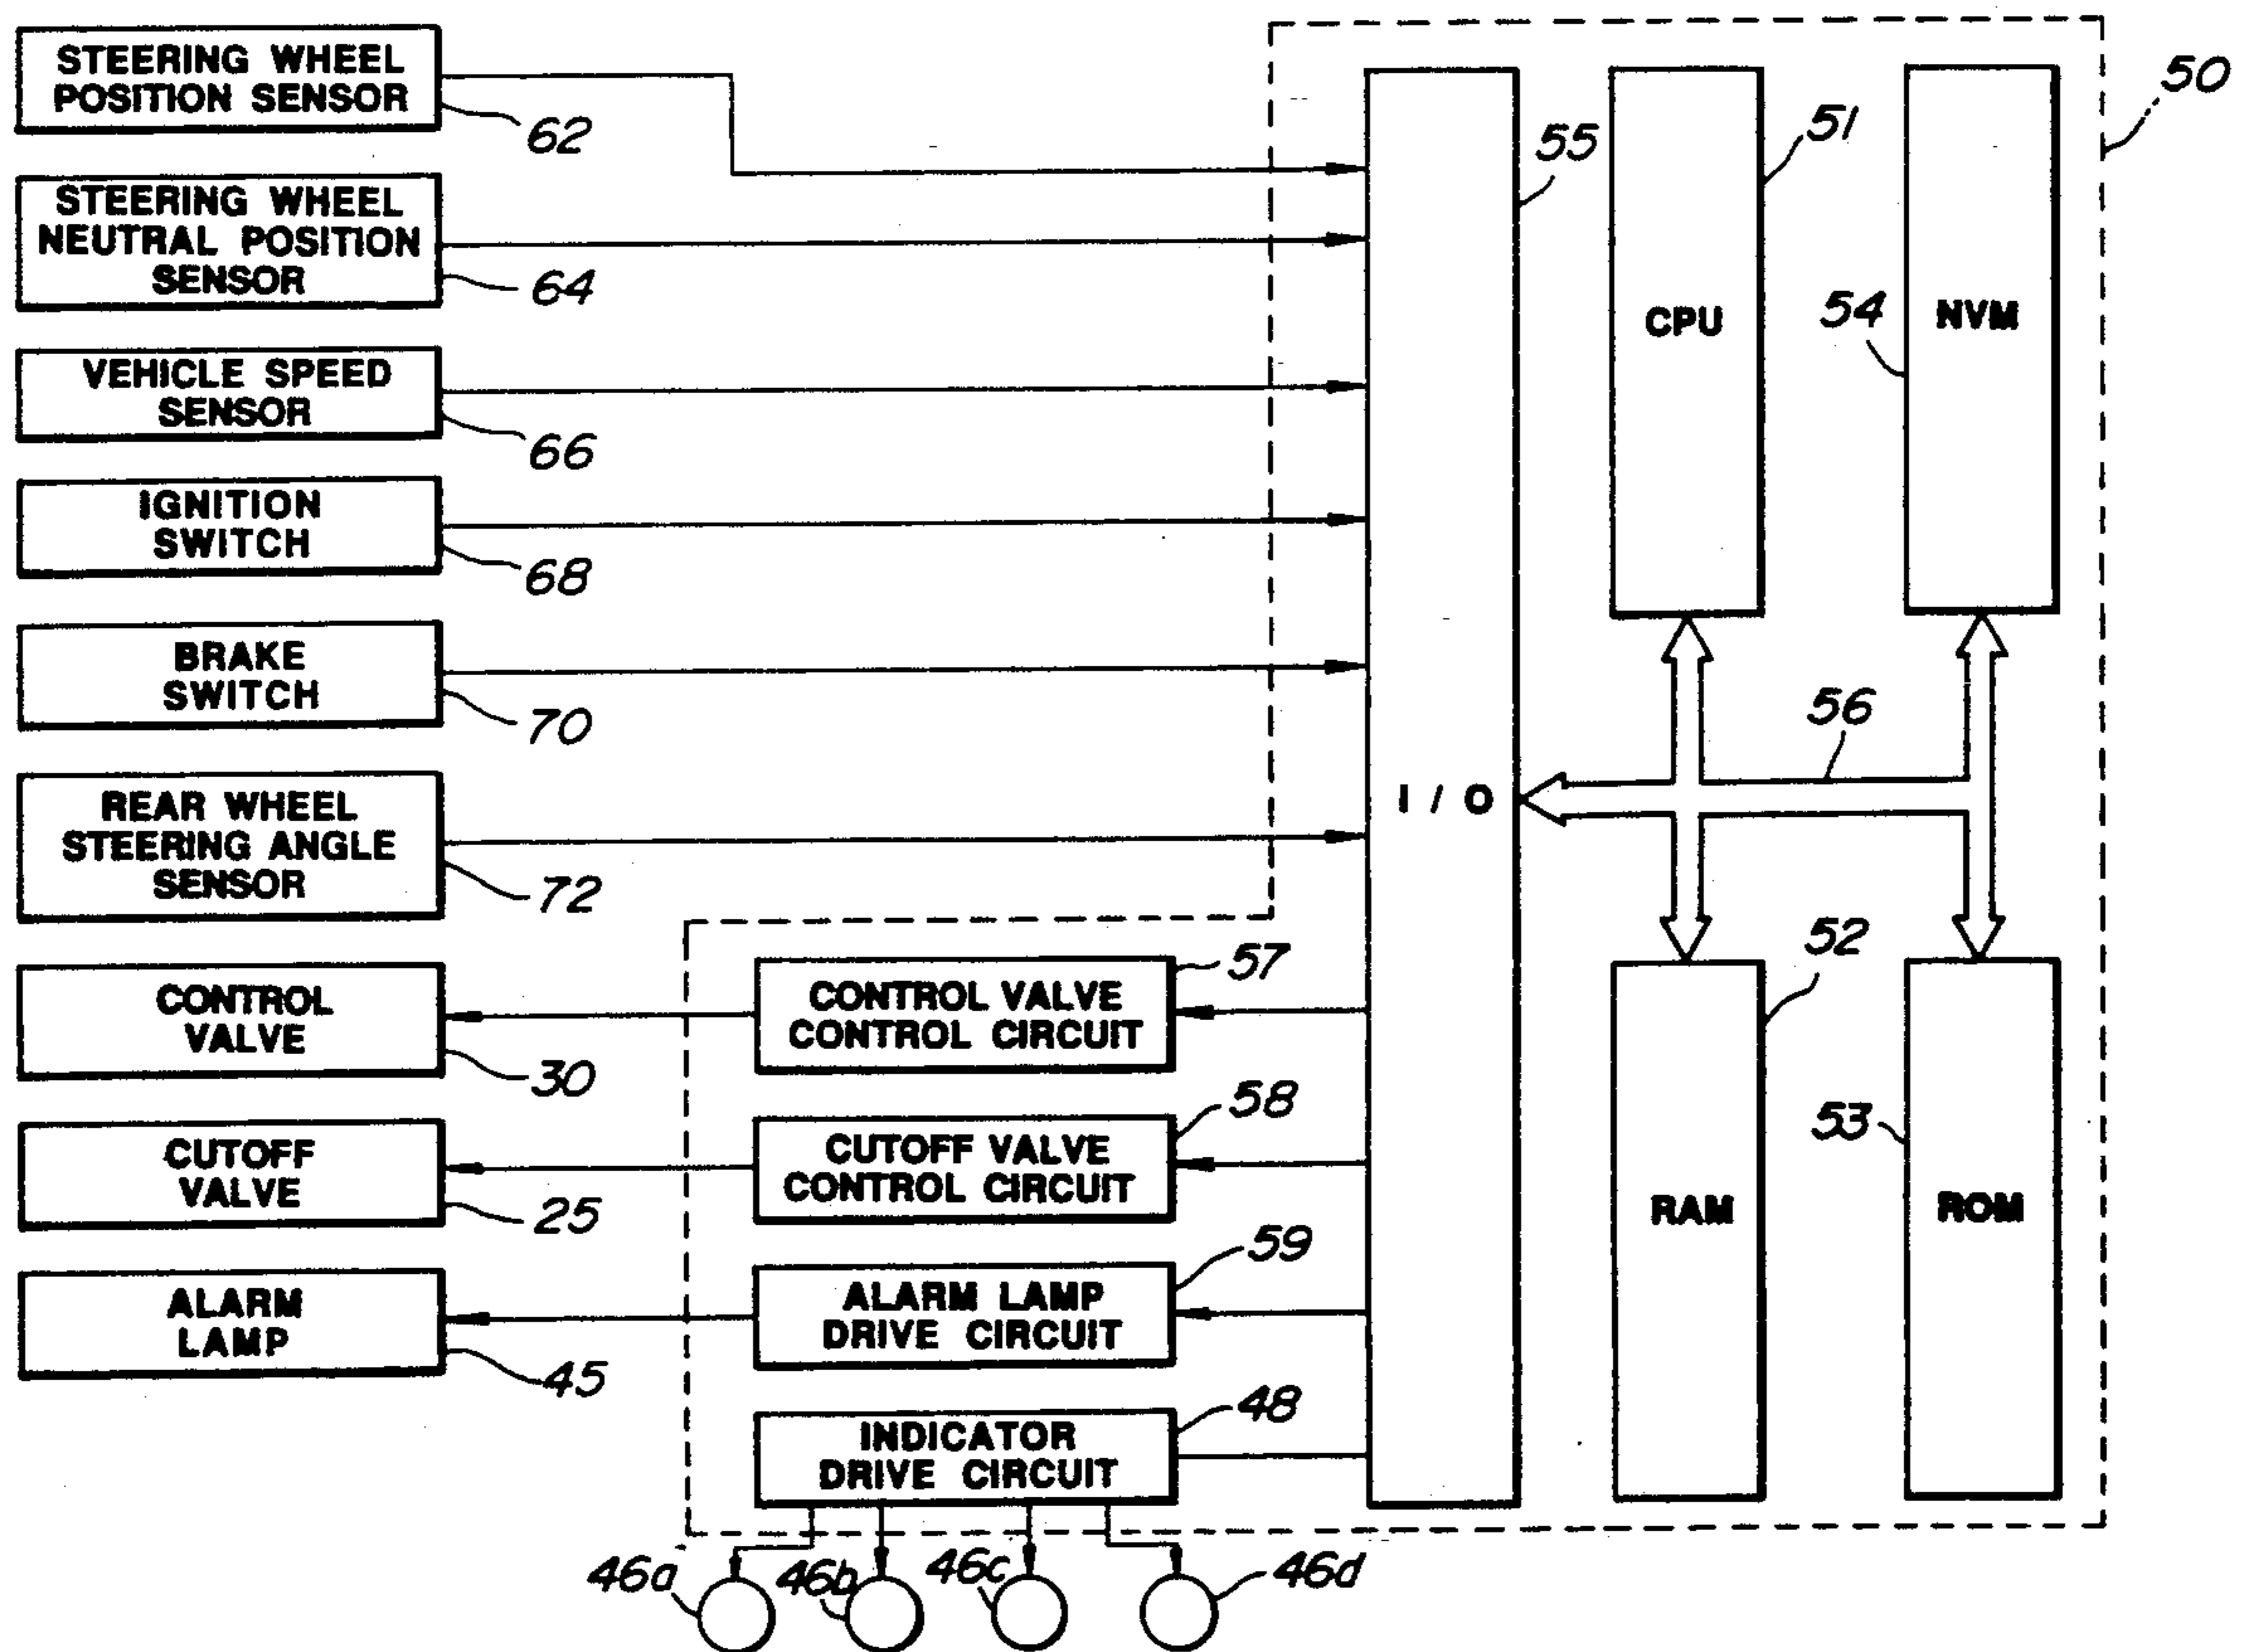 STEERING WHEEL
POSITION SENSOR
62
STEERING WHEEL
NEUTRAL POSITION
SENSOR
64
VEHICLE SPEED
SENSOR
66
IGNITION
SWITCH
68
BRAKE
SWITCH
70
REAR WHEEL
STEERING ANGLE
SENSOR
72
CONTROL
VALVE
30
CUTOFF
VALVE
25
ALARM
LAMP
45
CONTROL VALVE
CONTROL CIRCUIT
57
CUTOFF VALVE
CONTROL CIRCUIT
58
ALARM LAMP
DRIVE CIRCUIT
59
INDICATOR
DRIVE CIRCUIT
48
46a
46b
46c
46d
I / O
55
CPU
51
NVM
54
50
56
RAM
52
ROM
53